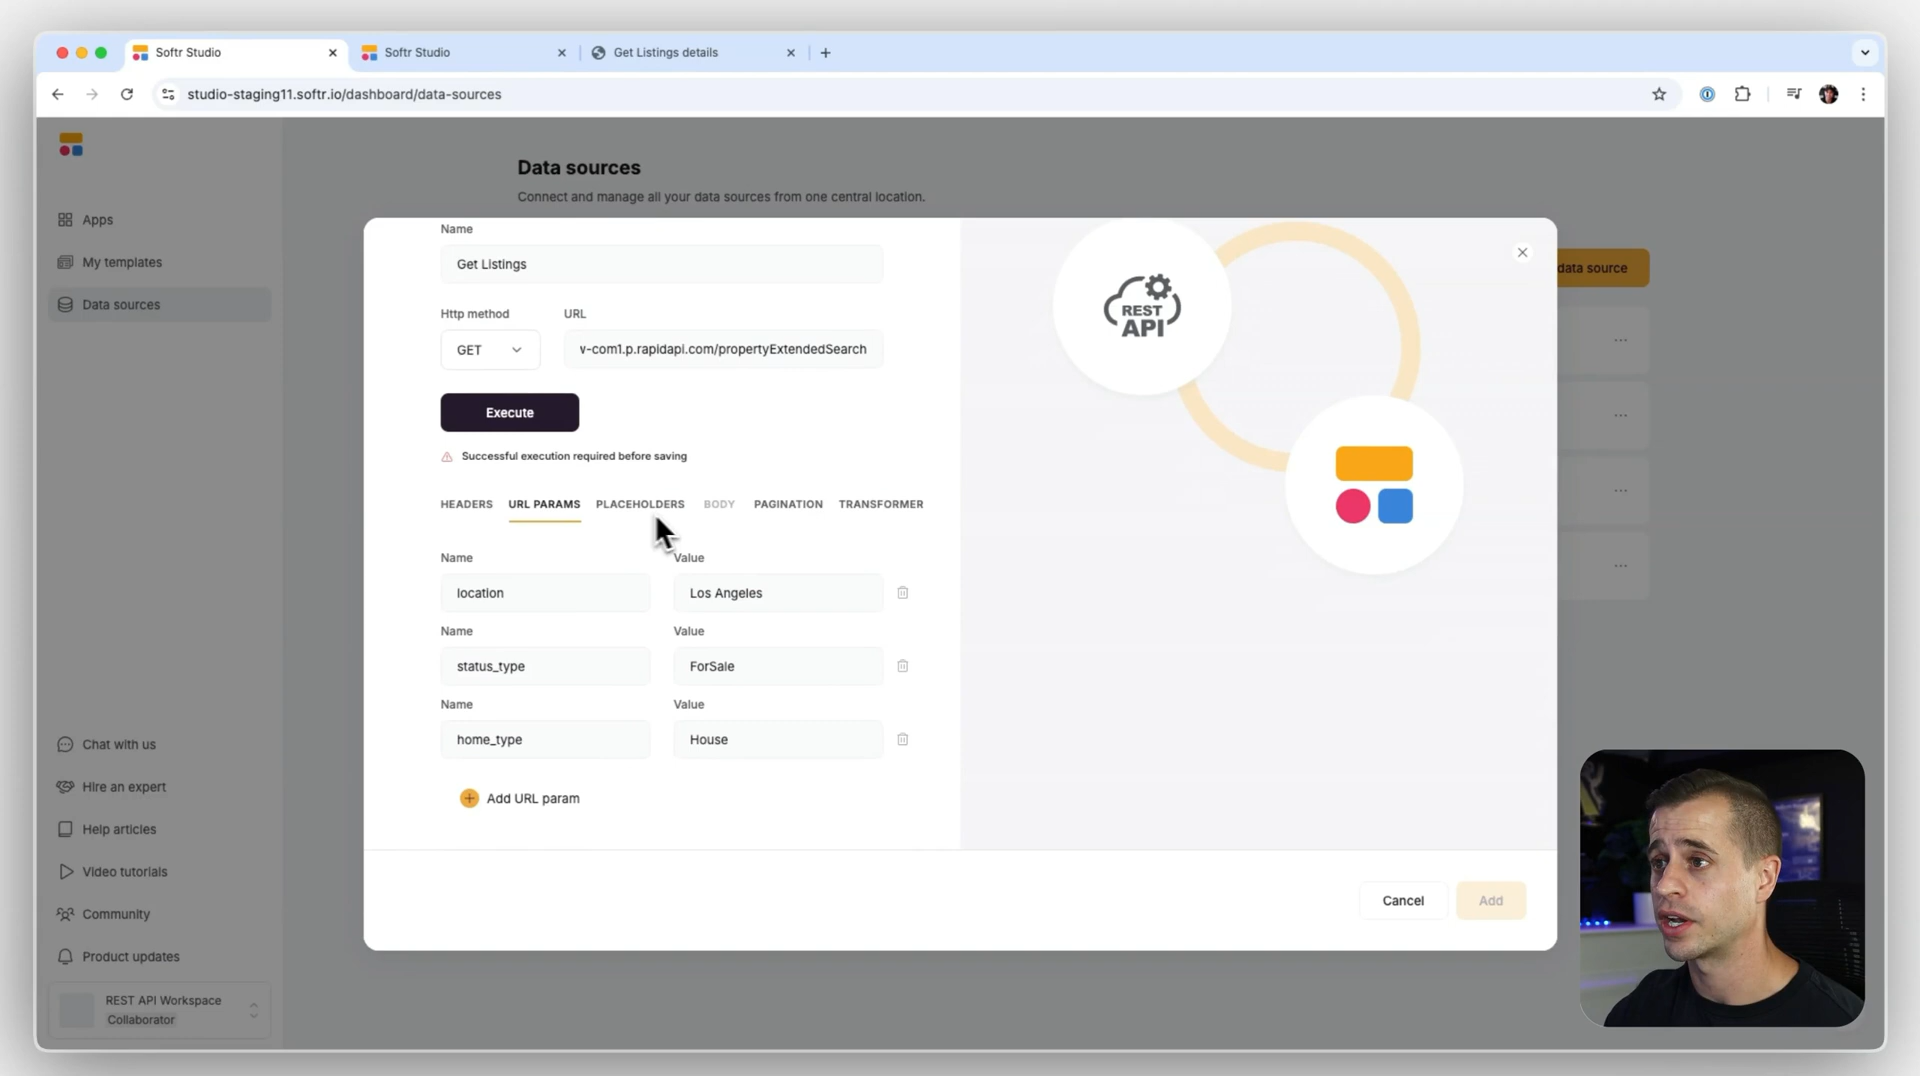 Softr Studio
Softr Studio
Get Listings details
studio-staging11.softr.io/dashboard/data-sources
Apps
My templates
Data sources
Chat with us
Hire an expert
Help articles
Video tutorials
Community
Product updates
REST API Workspace
Collaborator
Data sources
Connect and manage all your data sources from one central location.
data source
Name
Get Listings
Http method
URL
GET
v-com1.p.rapidapi.com/propertyExtendedSearch
Execute
Successful execution required before saving
HEADERS URL PARAMS PLACEHOLDERS BODY PAGINATION TRANSFORMER
Name Value
location Los Angeles
Name Value
status_type ForSale
Name Value
home_type House
Add URL param
REST
API
Cancel
Add